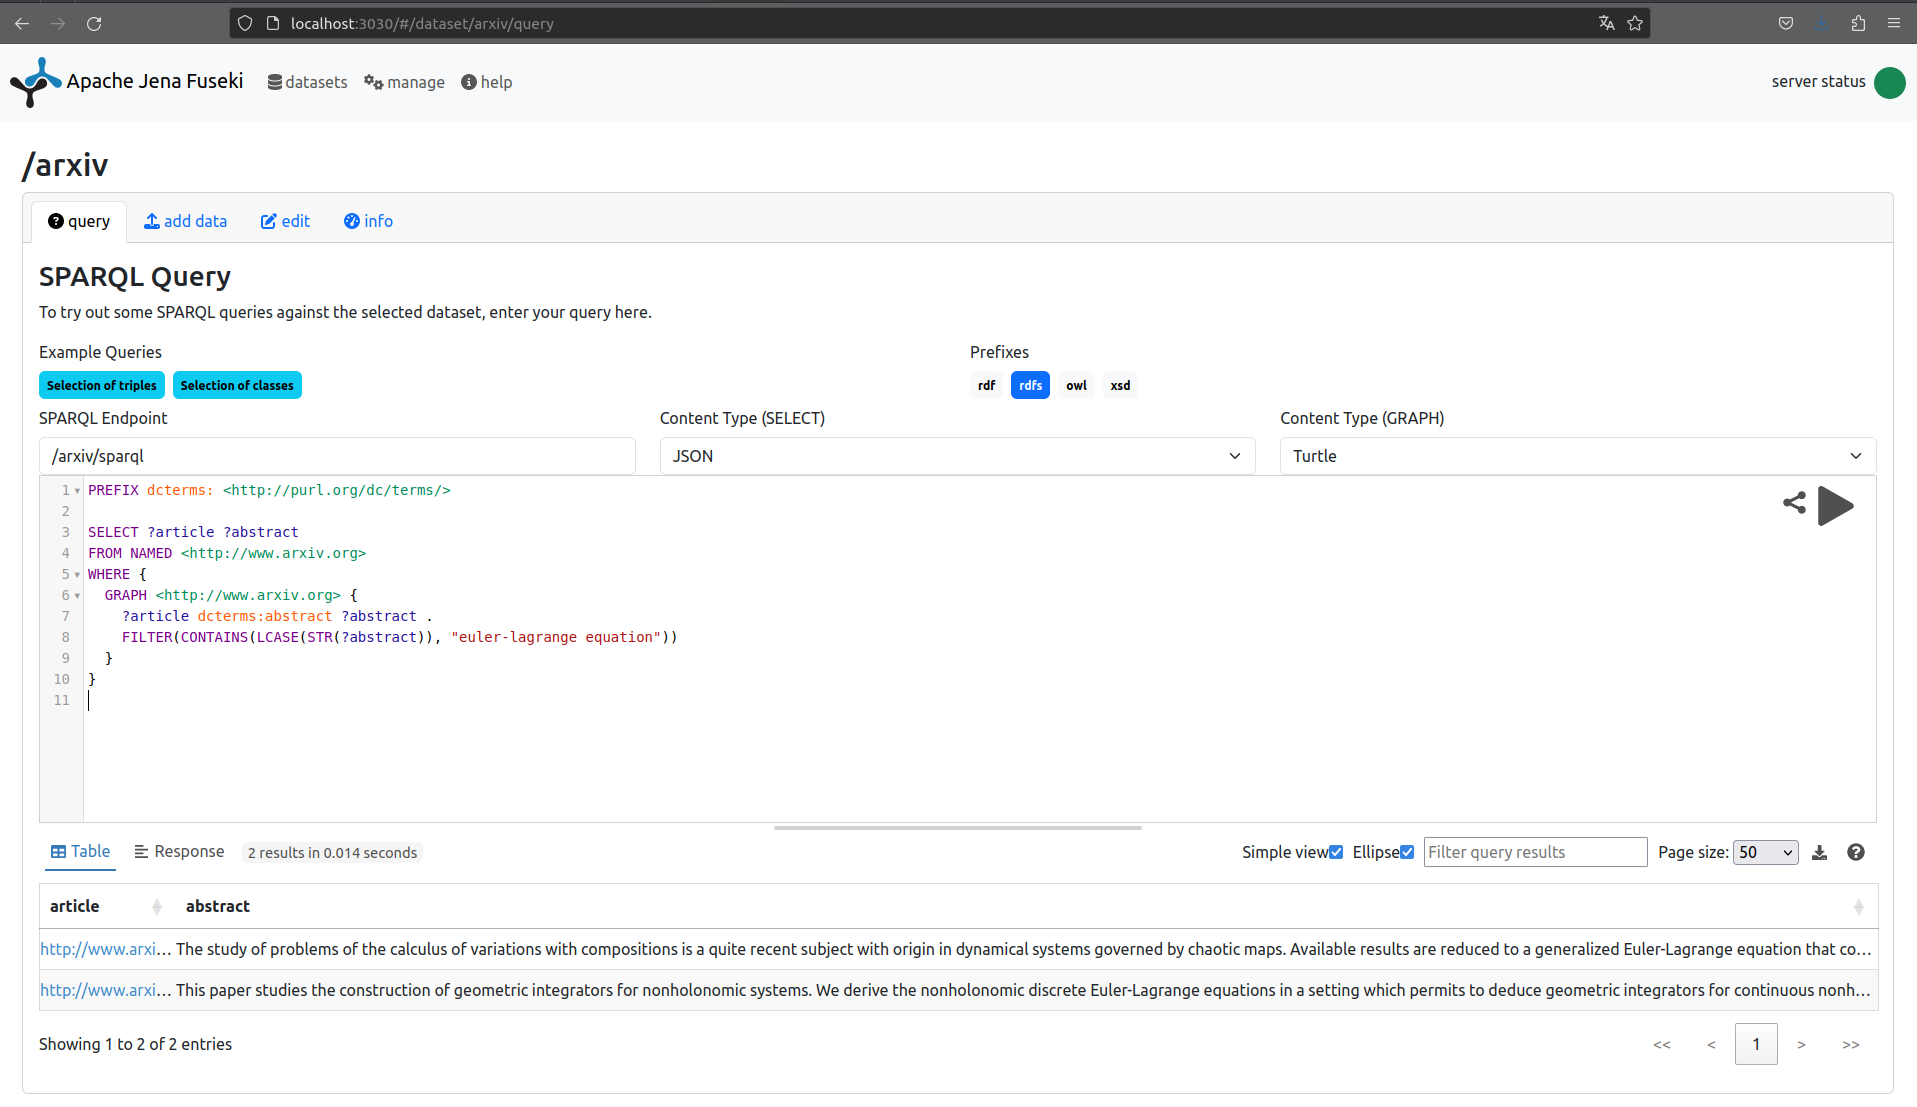 localhost:3030/#/dataset/arxiv/query
Apache Jena Fuseki datasets manage help server status
/arxiv
query add data edit info
SPARQL Query
To try out some SPARQL queries against the selected dataset, enter your query here.
Example Queries Prefixes
Selection of triples Selection of classes rdf rdfs owl xsd
SPARQL Endpoint Content Type (SELECT) Content Type (GRAPH)
/arxiv/sparql JSON Turtle
1 PREFIX dcterms: <http://purl.org/dc/terms/>
2
3 SELECT ?article ?abstract
4 FROM NAMED <http://www.arxiv.org>
5 WHERE {
6 GRAPH <http://www.arxiv.org> {
7 ?article dcterms:abstract ?abstract .
8 FILTER(CONTAINS(LCASE(STR(?abstract)), "euler-lagrange equation"))
9 }
10 }
11
Table Response 2 results in 0.014 seconds Simple view Ellipse Filter query results Page size: 50
article abstract
http://www.arxi… The study of problems of the calculus of variations with compositions is a quite recent subject with origin in dynamical systems governed by chaotic maps. Available results are reduced to a generalized Euler-Lagrange equation that co…
http://www.arxi… This paper studies the construction of geometric integrators for nonholonomic systems. We derive the nonholonomic discrete Euler-Lagrange equations in a setting which permits to deduce geometric integrators for continuous nonh…
Showing 1 to 2 of 2 entries << < 1 > >>